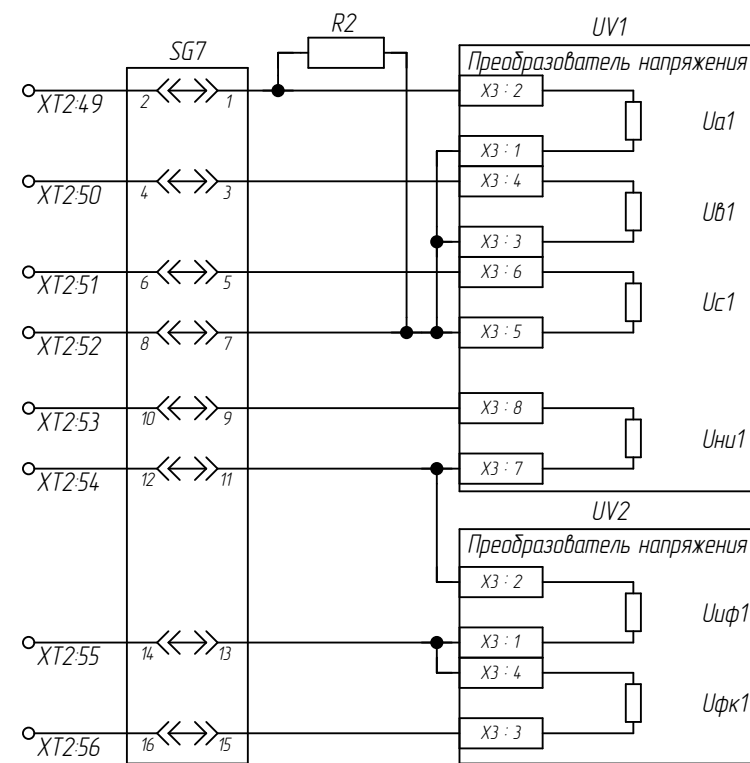 R2
UV1
SG7
Преобразователь напряжения
XT2:49
2
1
X3 : 2
Uа1
X3 : 1
XT2:50
4
3
X3 : 4
Uв1
X3 : 3
XT2:51
6
5
X3 : 6
Uс1
XT2:52
8
7
X3 : 5
XT2:53
10
9
X3 : 8
Uни1
XT2:54
12
11
X3 : 7
UV2
Преобразователь напряжения
X3 : 2
Uиф1
XT2:55
14
13
X3 : 1
X3 : 4
Uфк1
XT2:56
16
15
X3 : 3